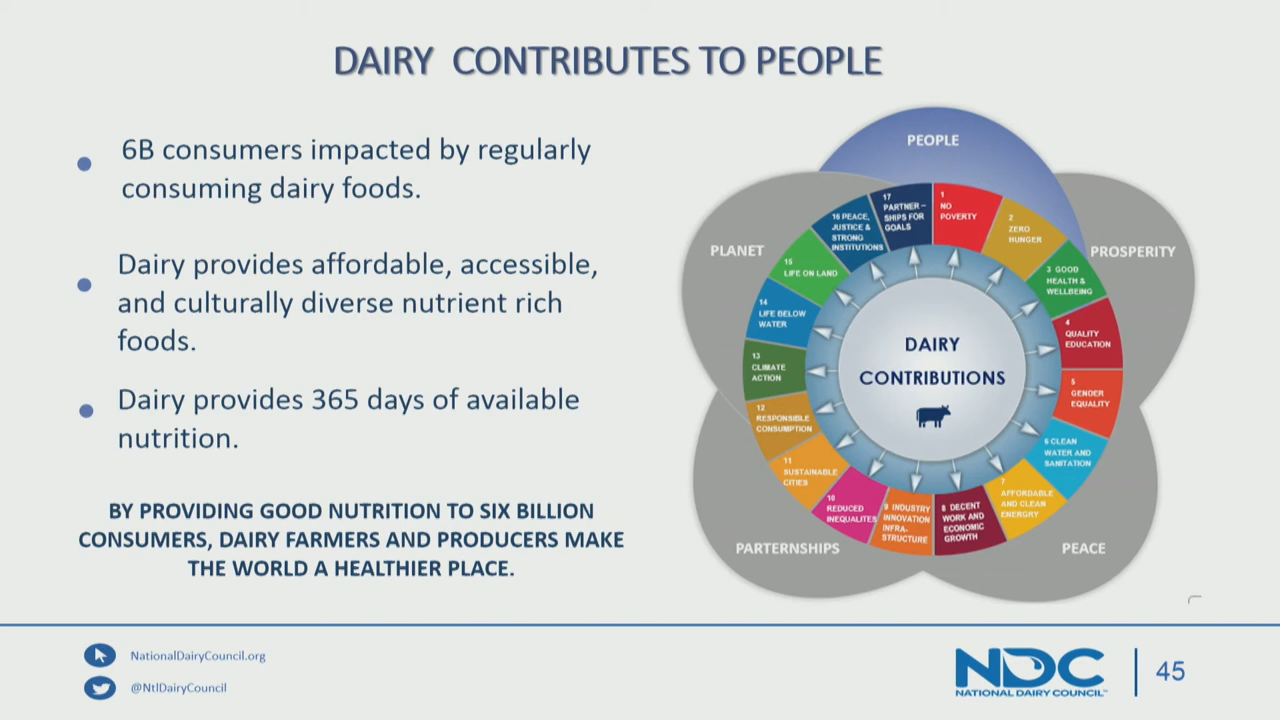 DAIRY CONTRIBUTES TO PEOPLE
6B consumers impacted by regularly
consuming dairy foods.
Dairy provides affordable, accessible,
and culturally diverse nutrient rich
foods.
Dairy provides 365 days of available
nutrition.
BY PROVIDING GOOD NUTRITION TO SIX BILLION
CONSUMERS, DAIRY FARMERS AND PRODUCERS MAKE
THE WORLD A HEALTHIER PLACE.
PEOPLE
PROSPERITY
PEACE
PARTERNSHIPS
PLANET
1
NO
POVERTY
2
ZERO
HUNGER
3 GOOD
HEALTH &
WELLBEING
4
QUALITY
EDUCATION
5
GENDER
EQUALITY
6 CLEAN
WATER AND
SANITATION
7
AFFORDABLE
AND CLEAN
ENERGRY
8 DECENT
WORK AND
ECONOMIC
GROWTH
9 INDUSTRY
INNOVATION
INFRA-
STRUCTURE
10
REDUCED
INEQUALITES
11
SUSTAINABLE
CITIES
12
RESPONSIBLE
CONSUMPTION
13
CLIMATE
ACTION
14
LIFE BELOW
WATER
15
LIFE ON LAND
16 PEACE,
JUSTICE &
STRONG
INSTITUTIONS
17
PARTNER –
SHIPS FOR
GOALS
DAIRY
CONTRIBUTIONS
NationalDairyCouncil.org
@NtlDairyCouncil
NDC
NATIONAL DAIRY COUNCIL™
45